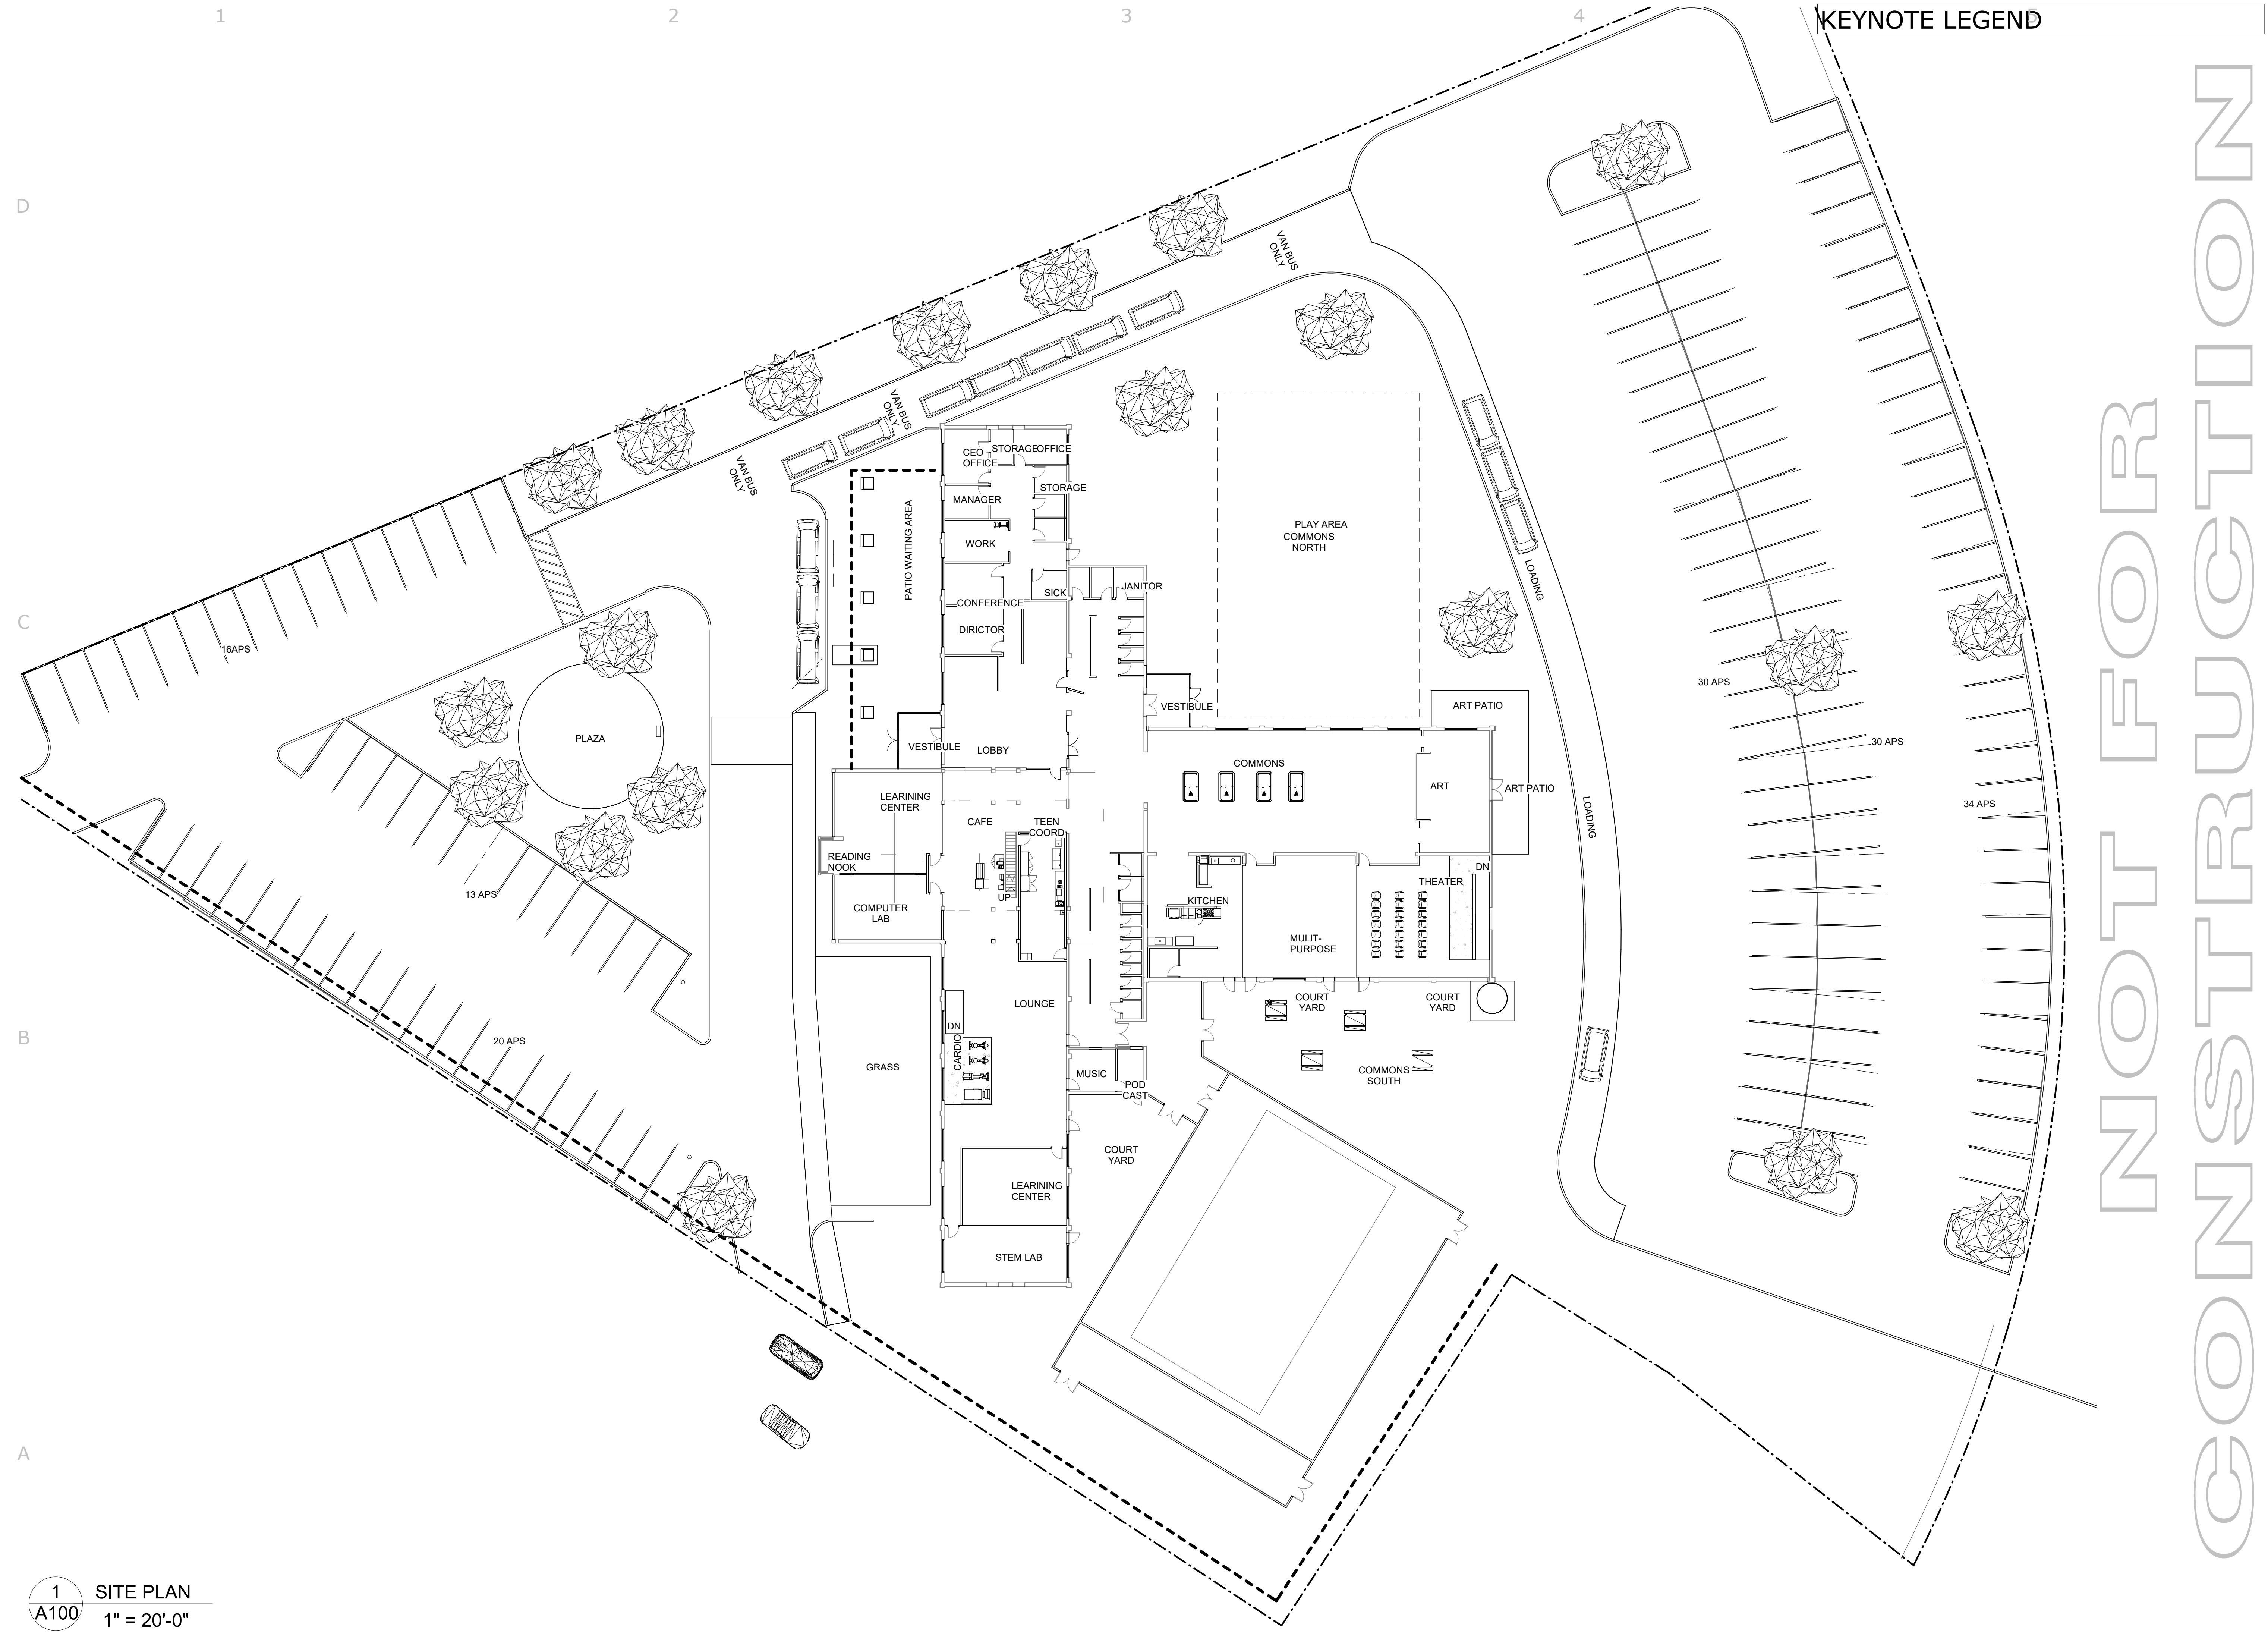 1
2
3
4
5
KEYNOTE LEGEND
D
C
B
A
VAN BUS
ONLY
VAN BUS
ONLY
VAN BUS
ONLY
CEO
OFFICE
STORAGE
OFFICE
STORAGE
MANAGER
WORK
PATIO WAITING AREA
CONFERENCE
SICK
JANITOR
DIRICTOR
PLAY AREA
COMMONS
NORTH
LOADING
16APS
30 APS
VESTIBULE
ART PATIO
PLAZA
VESTIBULE
LOBBY
30 APS
COMMONS
LEARINING
CENTER
ART
ART PATIO
34 APS
LOADING
CAFE
TEEN
COORD
READING
NOOK
DN
THEATER
13 APS
UP
KITCHEN
COMPUTER
LAB
MULIT-
PURPOSE
LOUNGE
COURT
YARD
COURT
YARD
DN
CARDIO
20 APS
GRASS
MUSIC
POD
CAST
COMMONS
SOUTH
COURT
YARD
LEARINING
CENTER
STEM LAB
NOT FOR
CONSTRUCTION
1
A100
SITE PLAN
1" = 20'-0"